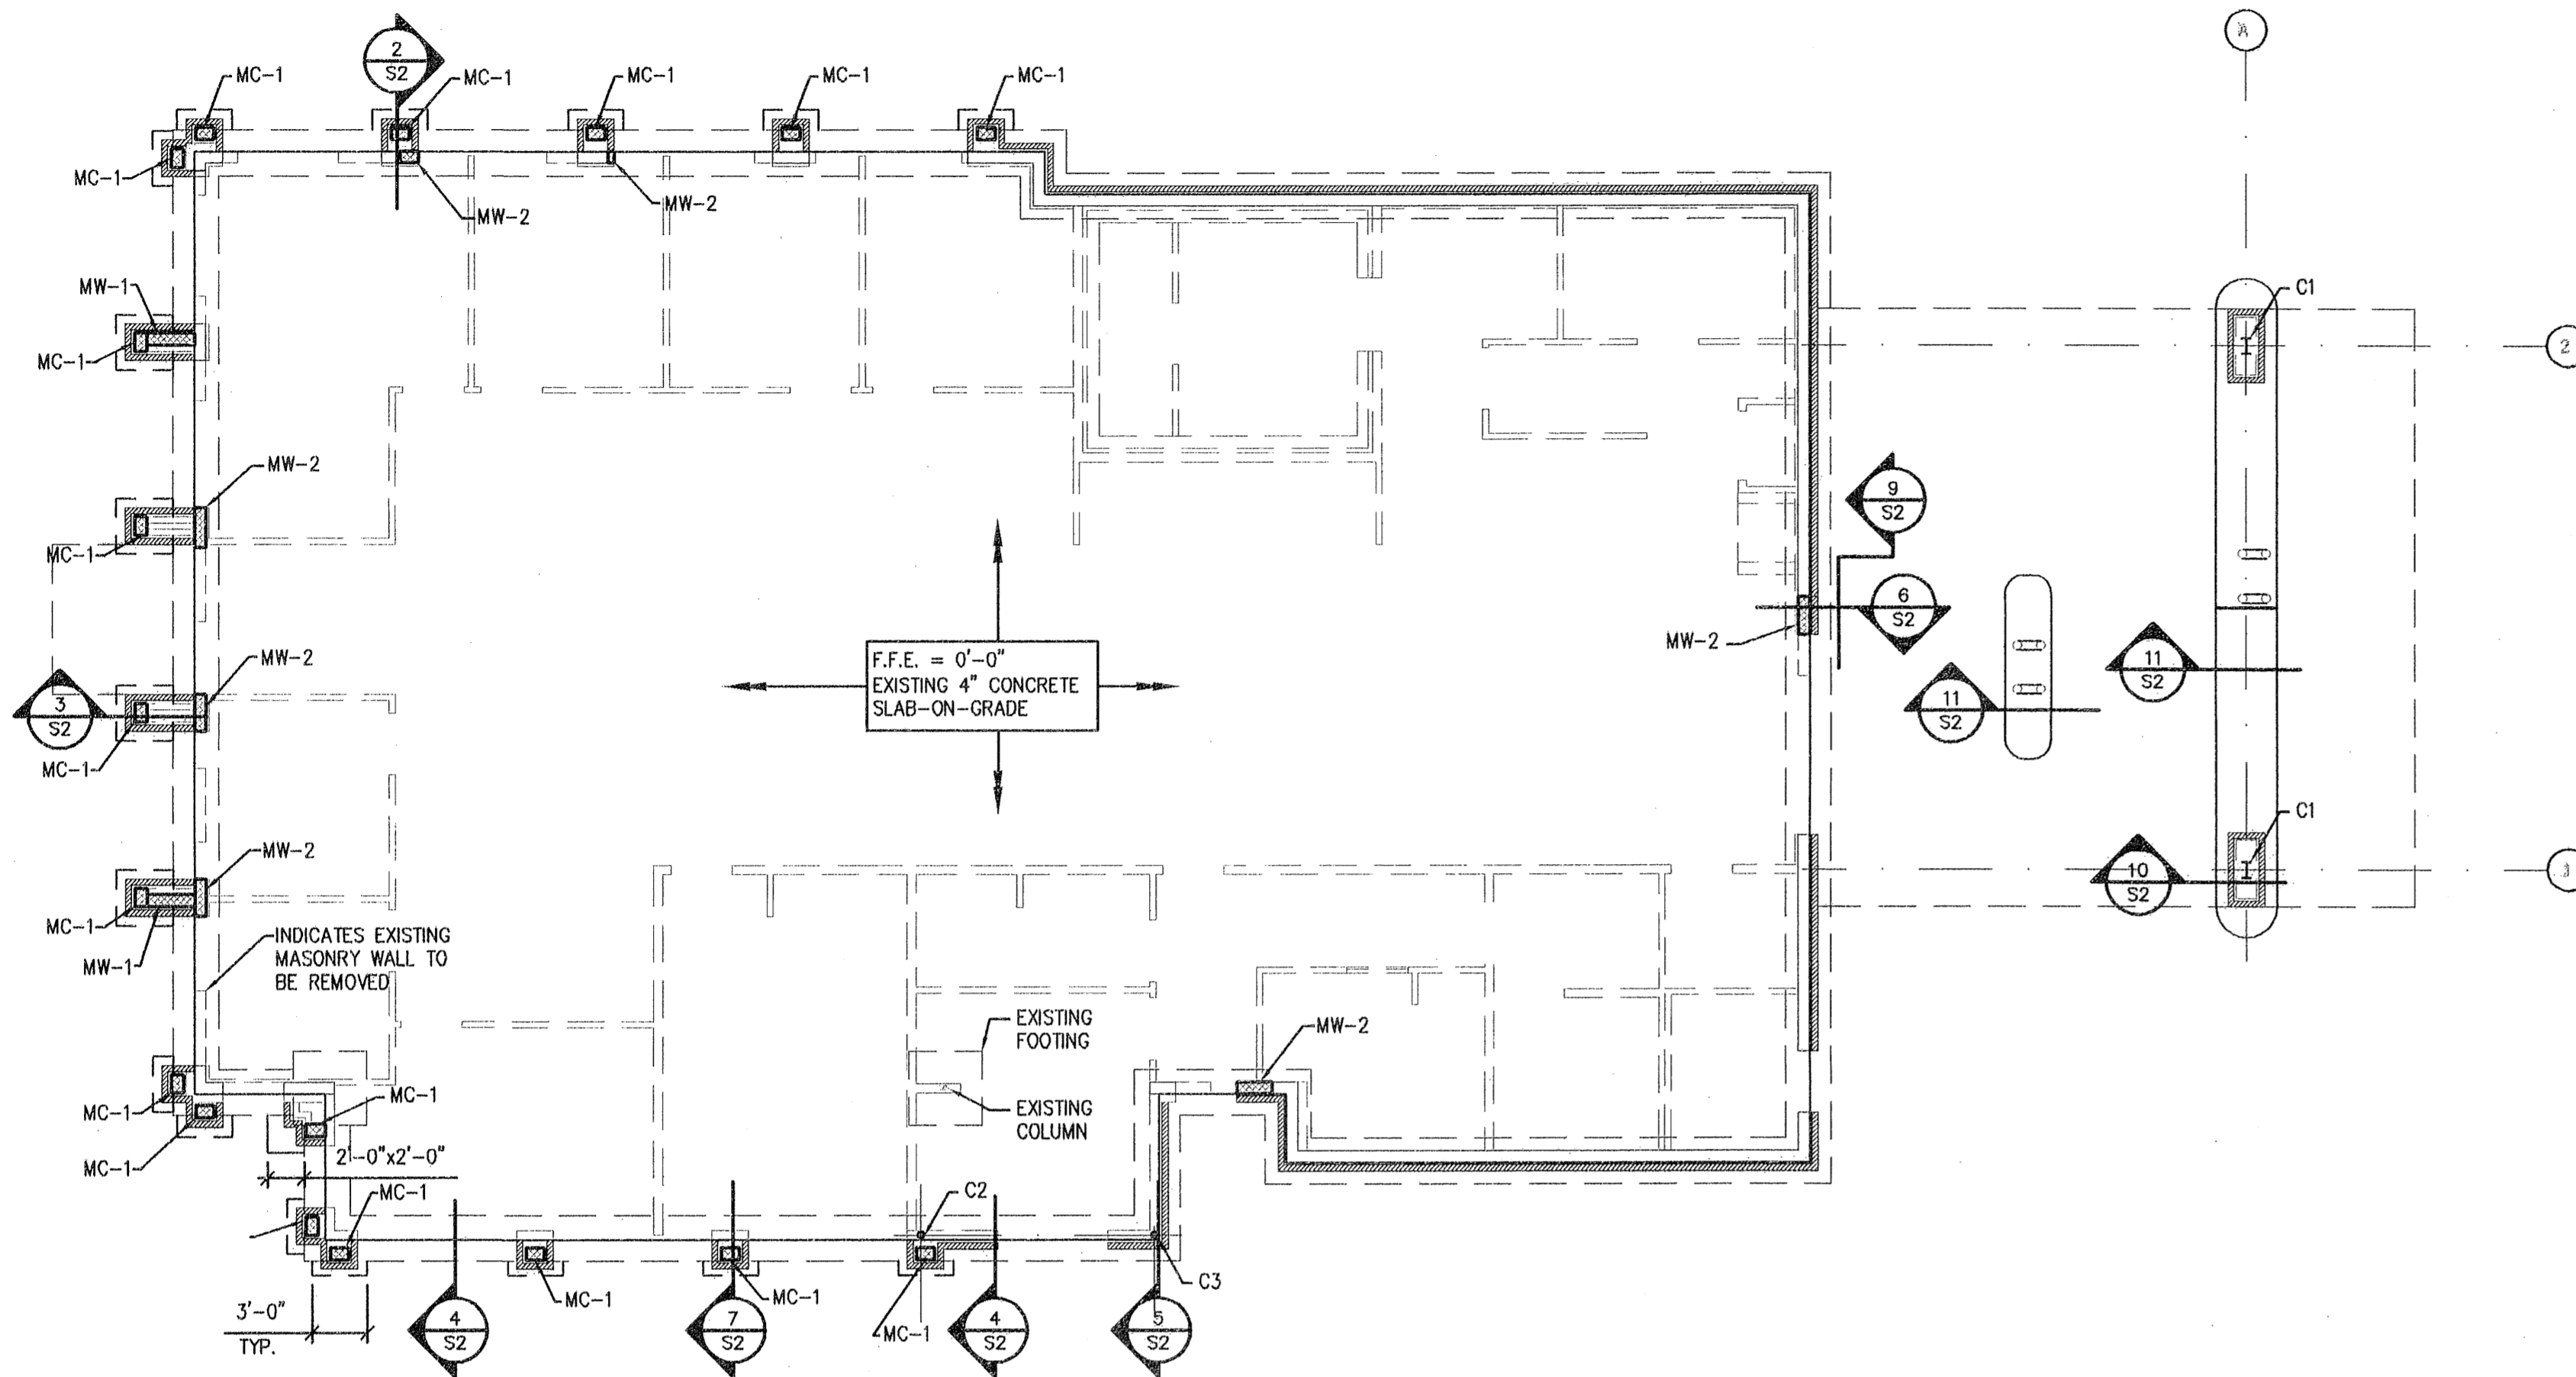 A
2
S2
MC-1
MC-1
MC-1
MC-1
MC-1
MC-1
MW-2
MW-2
MW-1
C1
MC-1
2
MW-2
9
S2
MC-1
6
S2
MW-2
F.F.E. = 0'-0"
EXISTING 4" CONCRETE
SLAB-ON-GRADE
MW-2
11
S2
3
S2
11
S2
MC-1
C1
MW-2
10
S2
MC-1
INDICATES EXISTING
MASONRY WALL TO
BE REMOVED
MW-1
EXISTING
FOOTING
MW-2
MC-1
MC-1
EXISTING
COLUMN
MC-1
2'-0"x2'-0"
MC-1
C2
C3
MC-1
MC-1
MC-1
3'-0"
TYP.
4
S2
7
S2
4
S2
5
S2